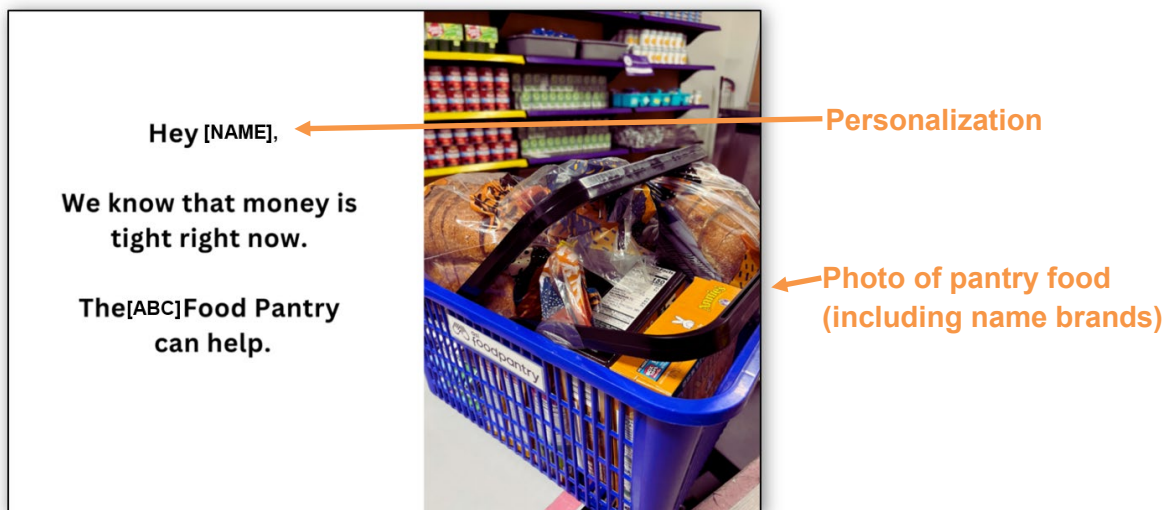 Hey [NAME],
We know that money is
tight right now.
The[ABC]Food Pantry
can help.
Personalization
Photo of pantry food
(including name brands)
foodpantry
Annie's